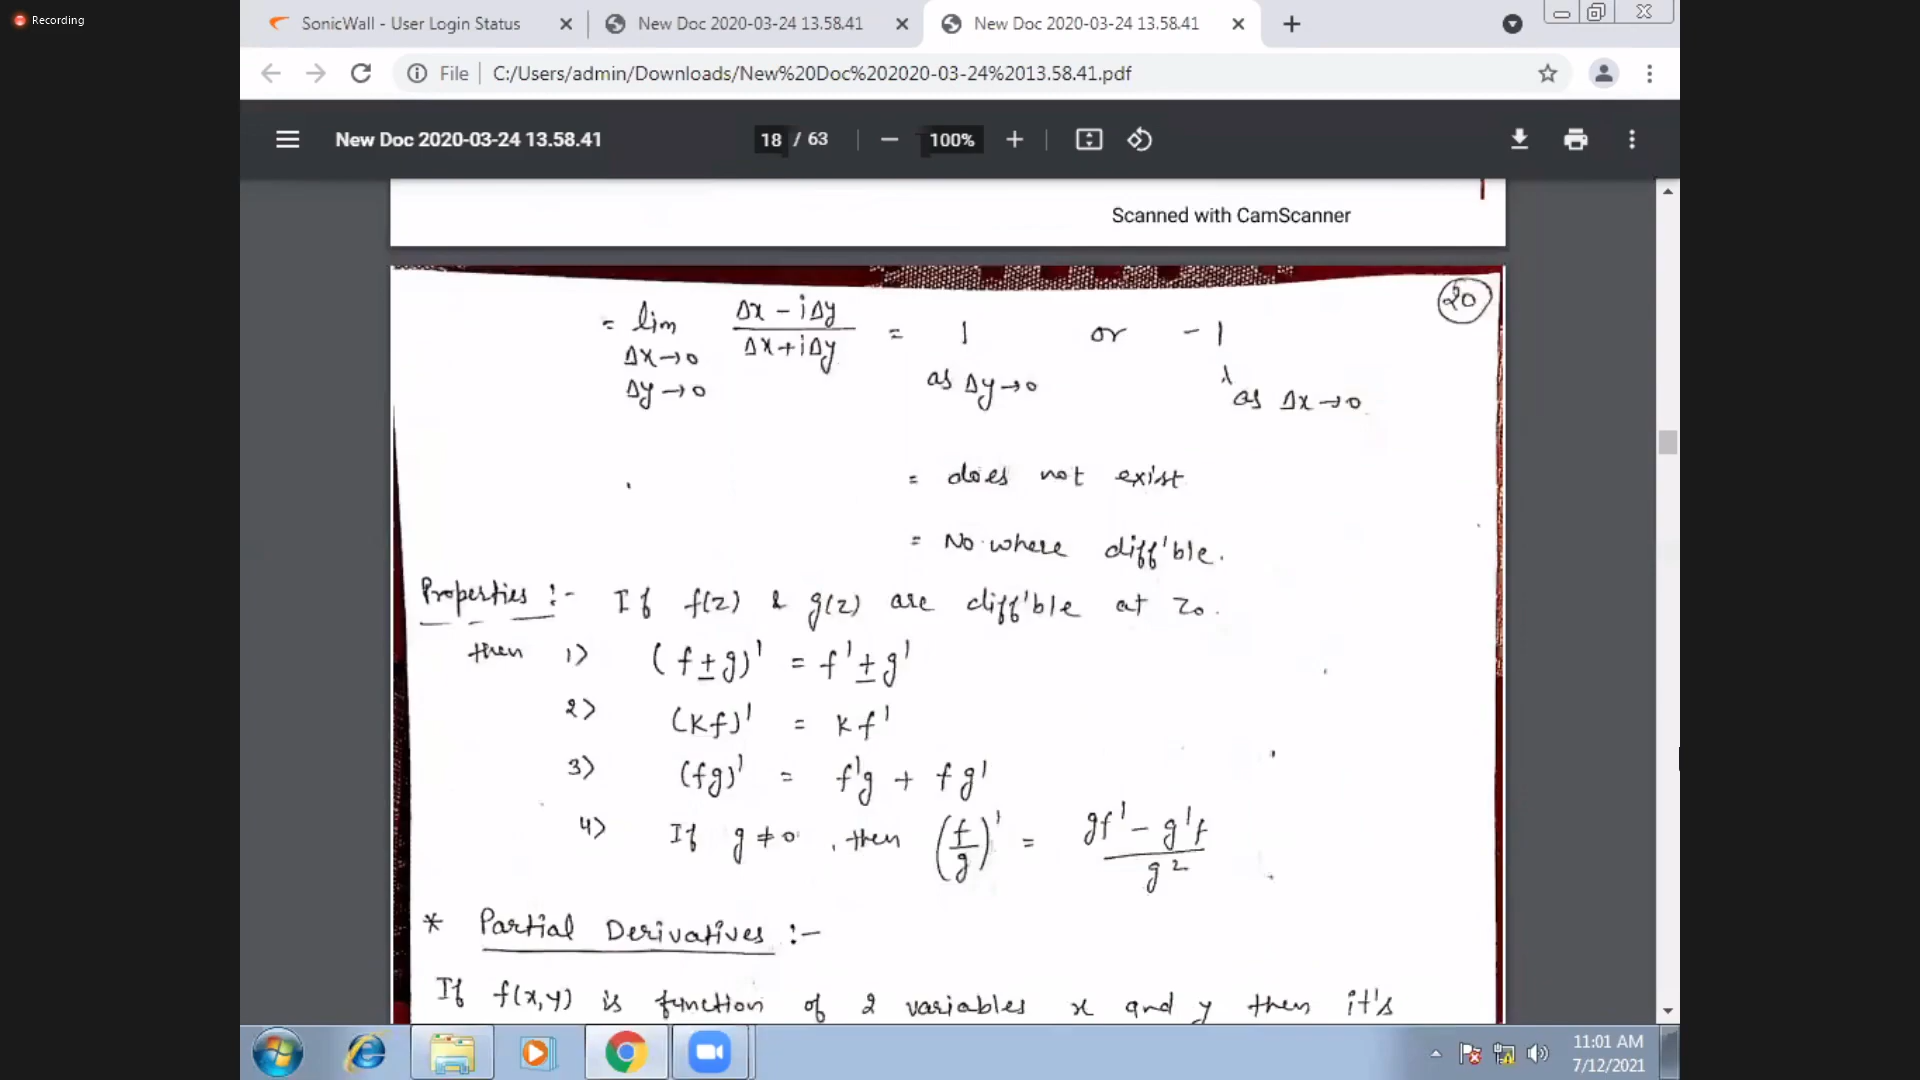 Recording
SonicWall - User Login Status
New Doc 2020-03-24 13.58.41
New Doc 2020-03-24 13.58.41
File
C:/Users/admin/Downloads/New%20Doc%202020-03-24%2013.58.41.pdf
New Doc 2020-03-24 13.58.41
18 / 63
100%
Scanned with CamScanner
20
= lim Δx - iΔy / Δx + iΔy = 1 or - 1
Δx→0
Δy→0 as Δy→0 as Δx→0
= does not exist
= No where diff'ble.
Properties :- If f(z) & g(z) are diff'ble at z₀.
then 1) (f ± g)' = f' ± g'
2) (kf)' = kf'
3) (fg)' = f'g + fg'
4) If g ≠ 0, then (f/g)' = gf' - g'f / g²
* Partial Derivatives :-
If f(x,y) is function of 2 variables x and y then it's
11:01 AM
7/12/2021